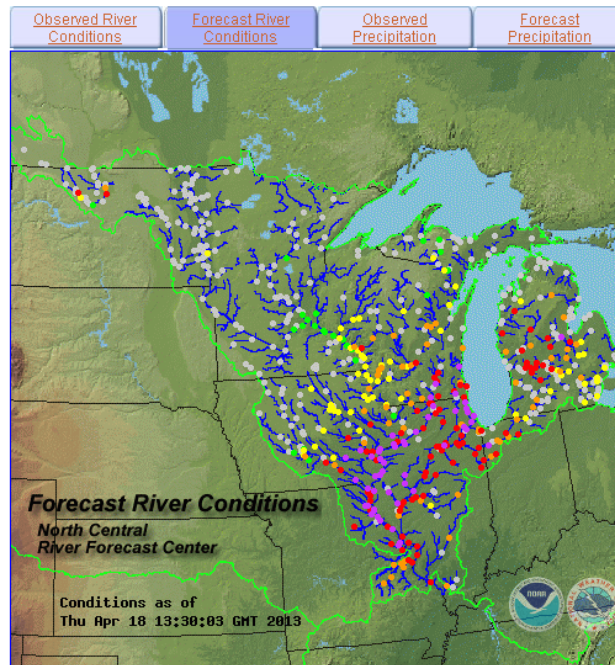 Observed River
Conditions
Forecast River
Conditions
Observed
Precipitation
Forecast
Precipitation
Forecast River Conditions
North Central
River Forecast Center
Conditions as of
Thu Apr 18 13:30:03 GMT 2013
NOAA